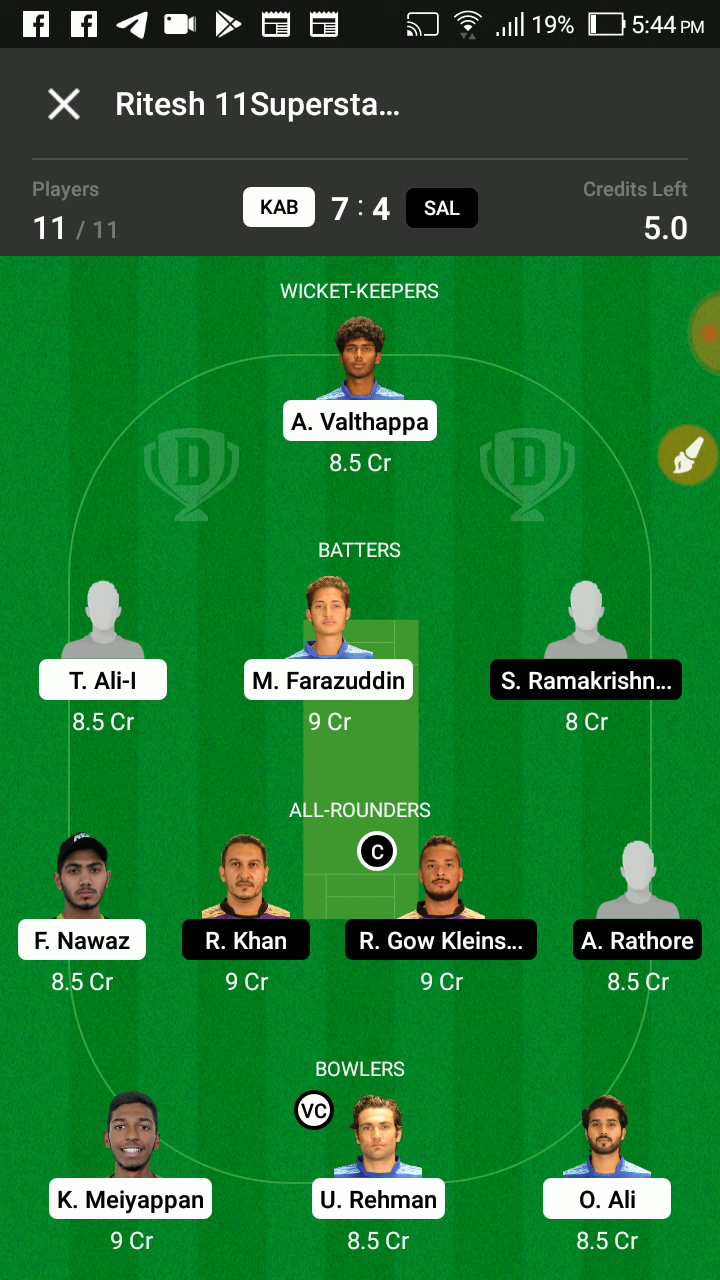 19% 5:44 PM
Ritesh 11Supersta...
Players
Credits Left
11 / 11
KAB 7 : 4 SAL
5.0
WICKET-KEEPERS
A. Valthappa
8.5 Cr
D D
BATTERS
T. Ali-I M. Farazuddin S. Ramakrishn...
8.5 Cr 9 Cr 8 Cr
ALL-ROUNDERS
C
F. Nawaz R. Khan R. Gow Kleins... A. Rathore
8.5 Cr 9 Cr 9 Cr 8.5 Cr
BOWLERS
VC
K. Meiyappan U. Rehman O. Ali
9 Cr 8.5 Cr 8.5 Cr